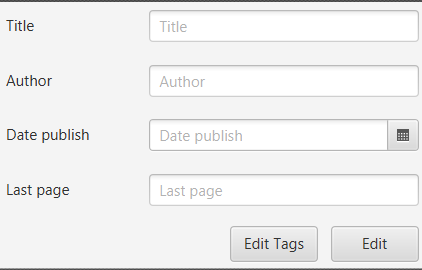 Title Title
Author Author
Date publish Date publish
Last page Last page
Edit Tags Edit